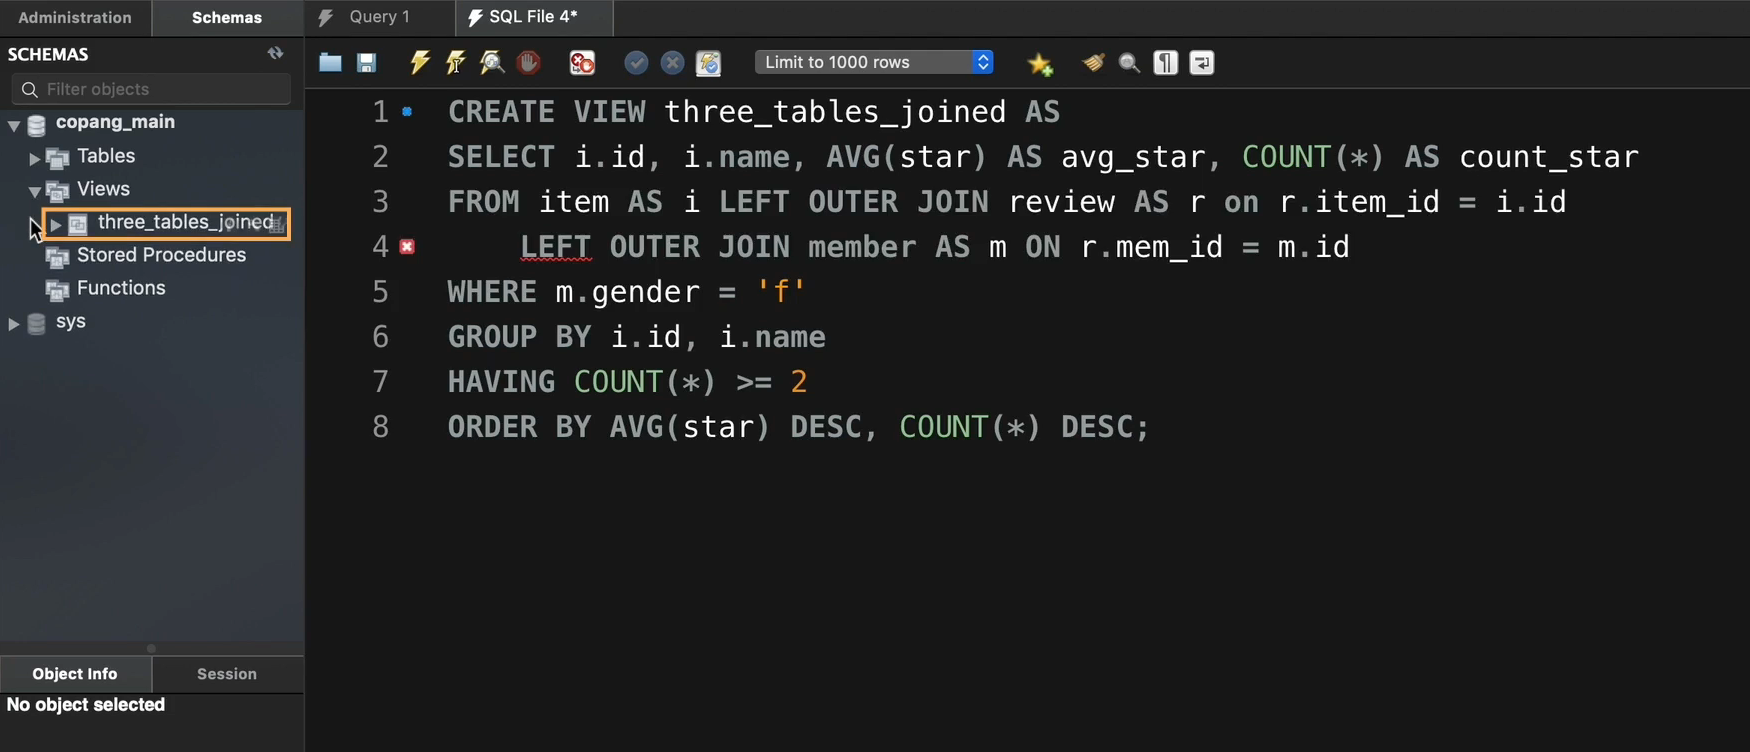 Administration Schemas Query 1 SQL File 4*
SCHEMAS
Filter objects
Limit to 1000 rows
copang_main
Tables
Views
three_tables_joined
Stored Procedures
Functions
sys
1 CREATE VIEW three_tables_joined AS
2 SELECT i.id, i.name, AVG(star) AS avg_star, COUNT(*) AS count_star
3 FROM item AS i LEFT OUTER JOIN review AS r on r.item_id = i.id
4 LEFT OUTER JOIN member AS m ON r.mem_id = m.id
5 WHERE m.gender = 'f'
6 GROUP BY i.id, i.name
7 HAVING COUNT(*) >= 2
8 ORDER BY AVG(star) DESC, COUNT(*) DESC;
Object Info Session
No object selected